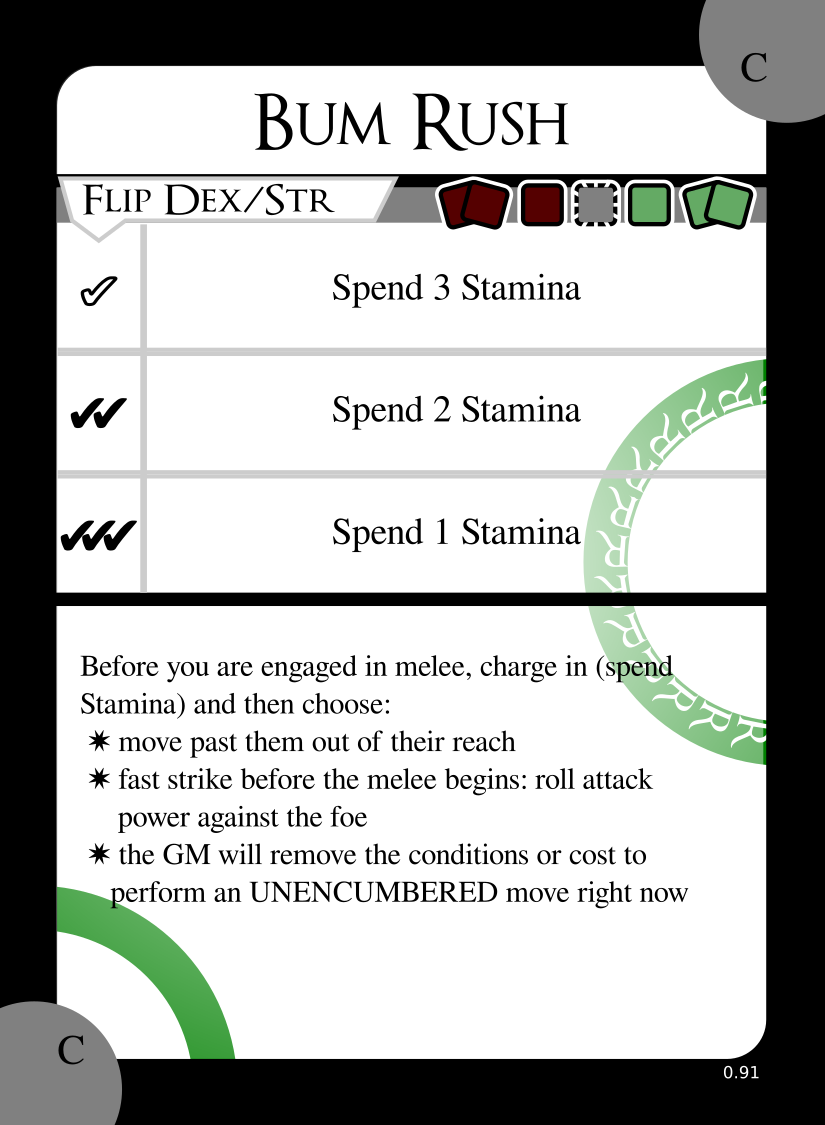 C
Bum Rush
Flip Dex/Str
Spend 3 Stamina
Spend 2 Stamina
Spend 1 Stamina
Before you are engaged in melee, charge in (spend
Stamina) and then choose:
✷ move past them out of their reach
✷ fast strike before the melee begins: roll attack
power against the foe
✷ the GM will remove the conditions or cost to
perform an UNENCUMBERED move right now
C
0.91